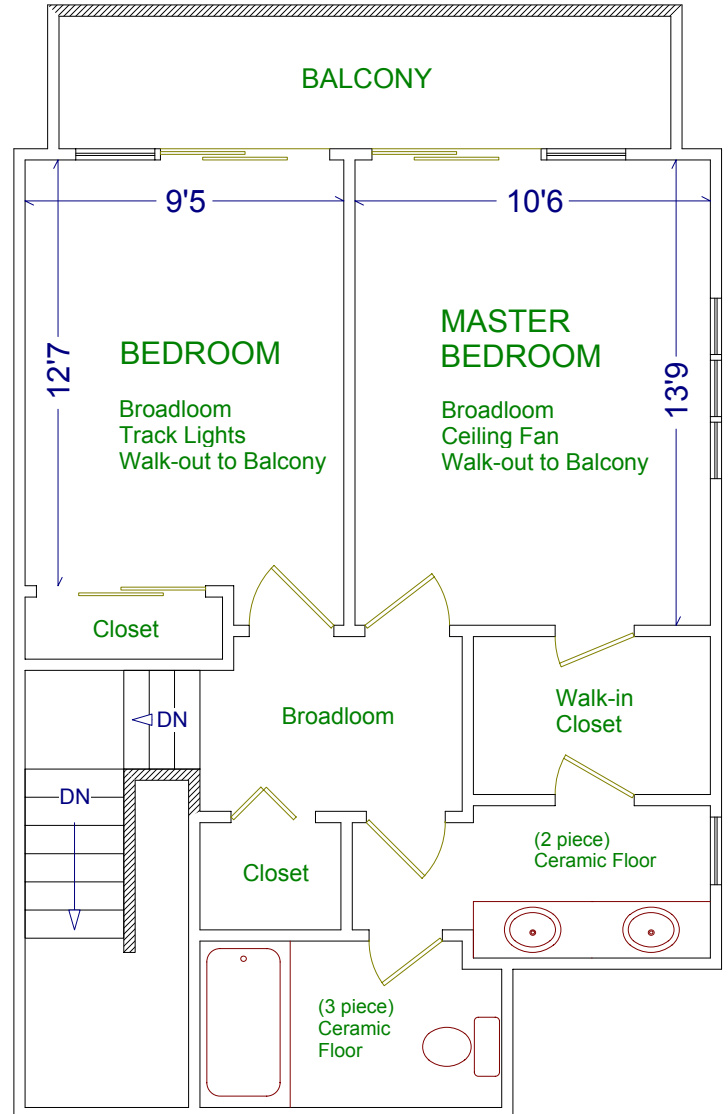 BALCONY
9'5
10'6
12'7
BEDROOM
Broadloom
Track Lights
Walk-out to Balcony
MASTER
BEDROOM
Broadloom
Ceiling Fan
Walk-out to Balcony
13'9
Closet
DN
Broadloom
Walk-in
Closet
DN
Closet
(2 piece)
Ceramic Floor
(3 piece)
Ceramic
Floor